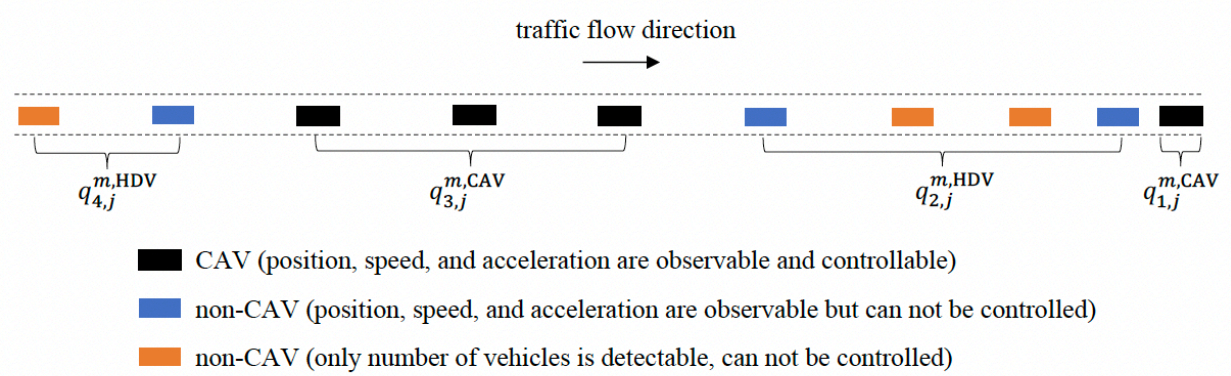 traffic flow direction
q_{4,j}^{m,HDV} q_{3,j}^{m,CAV} q_{2,j}^{m,HDV} q_{1,j}^{m,CAV}
CAV (position, speed, and acceleration are observable and controllable)
non-CAV (position, speed, and acceleration are observable but can not be controlled)
non-CAV (only number of vehicles is detectable, can not be controlled)